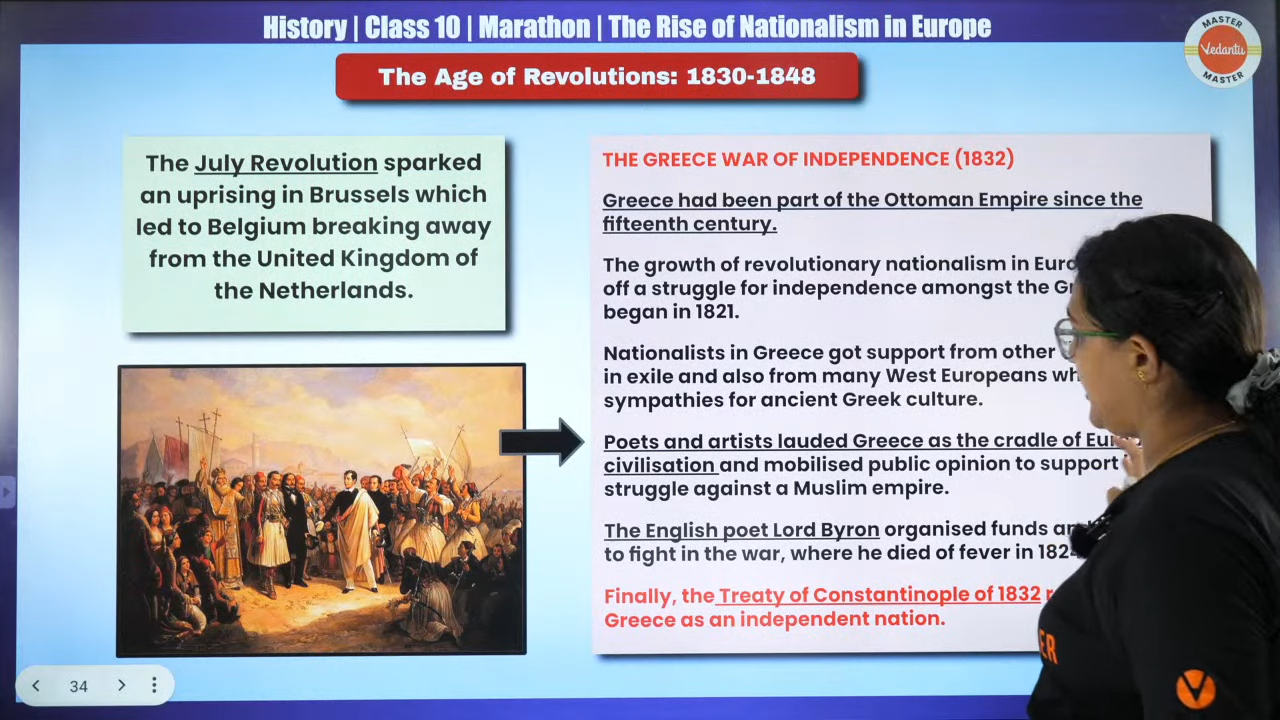 History | Class 10 | Marathon | The Rise of Nationalism in Europe
MASTER
Vedantu
MASTER
The Age of Revolutions: 1830-1848
The July Revolution sparked
an uprising in Brussels which
led to Belgium breaking away
from the United Kingdom of
the Netherlands.
THE GREECE WAR OF INDEPENDENCE (1832)
Greece had been part of the Ottoman Empire since the
fifteenth century.
The growth of revolutionary nationalism in
off a struggle for independence amongst the
began in 1821.
Nationalists in Greece got support from other
in exile and also from many West Europeans
sympathies for ancient Greek culture.
Poets and artists lauded Greece as the cradle of
civilisation and mobilised public opinion to support
struggle against a Muslim empire.
The English poet Lord Byron organised funds
to fight in the war, where he died of fever in
Finally, the Treaty of Constantinople of 1832
Greece as an independent nation.
34